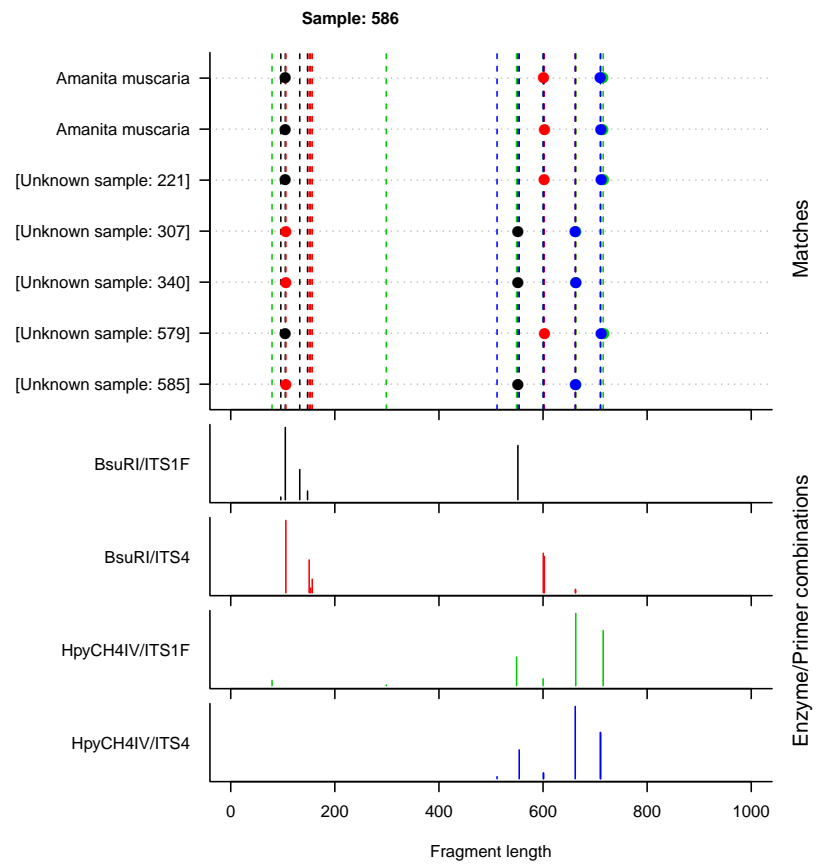 Sample: 586
Amanita muscaria
Amanita muscaria
[Unknown sample: 221]
[Unknown sample: 307]
[Unknown sample: 340]
[Unknown sample: 579]
[Unknown sample: 585]
Matches
BsuRI/ITS1F
BsuRI/ITS4
HpyCH4IV/ITS1F
HpyCH4IV/ITS4
Enzyme/Primer combinations
0 200 400 600 800 1000
Fragment length